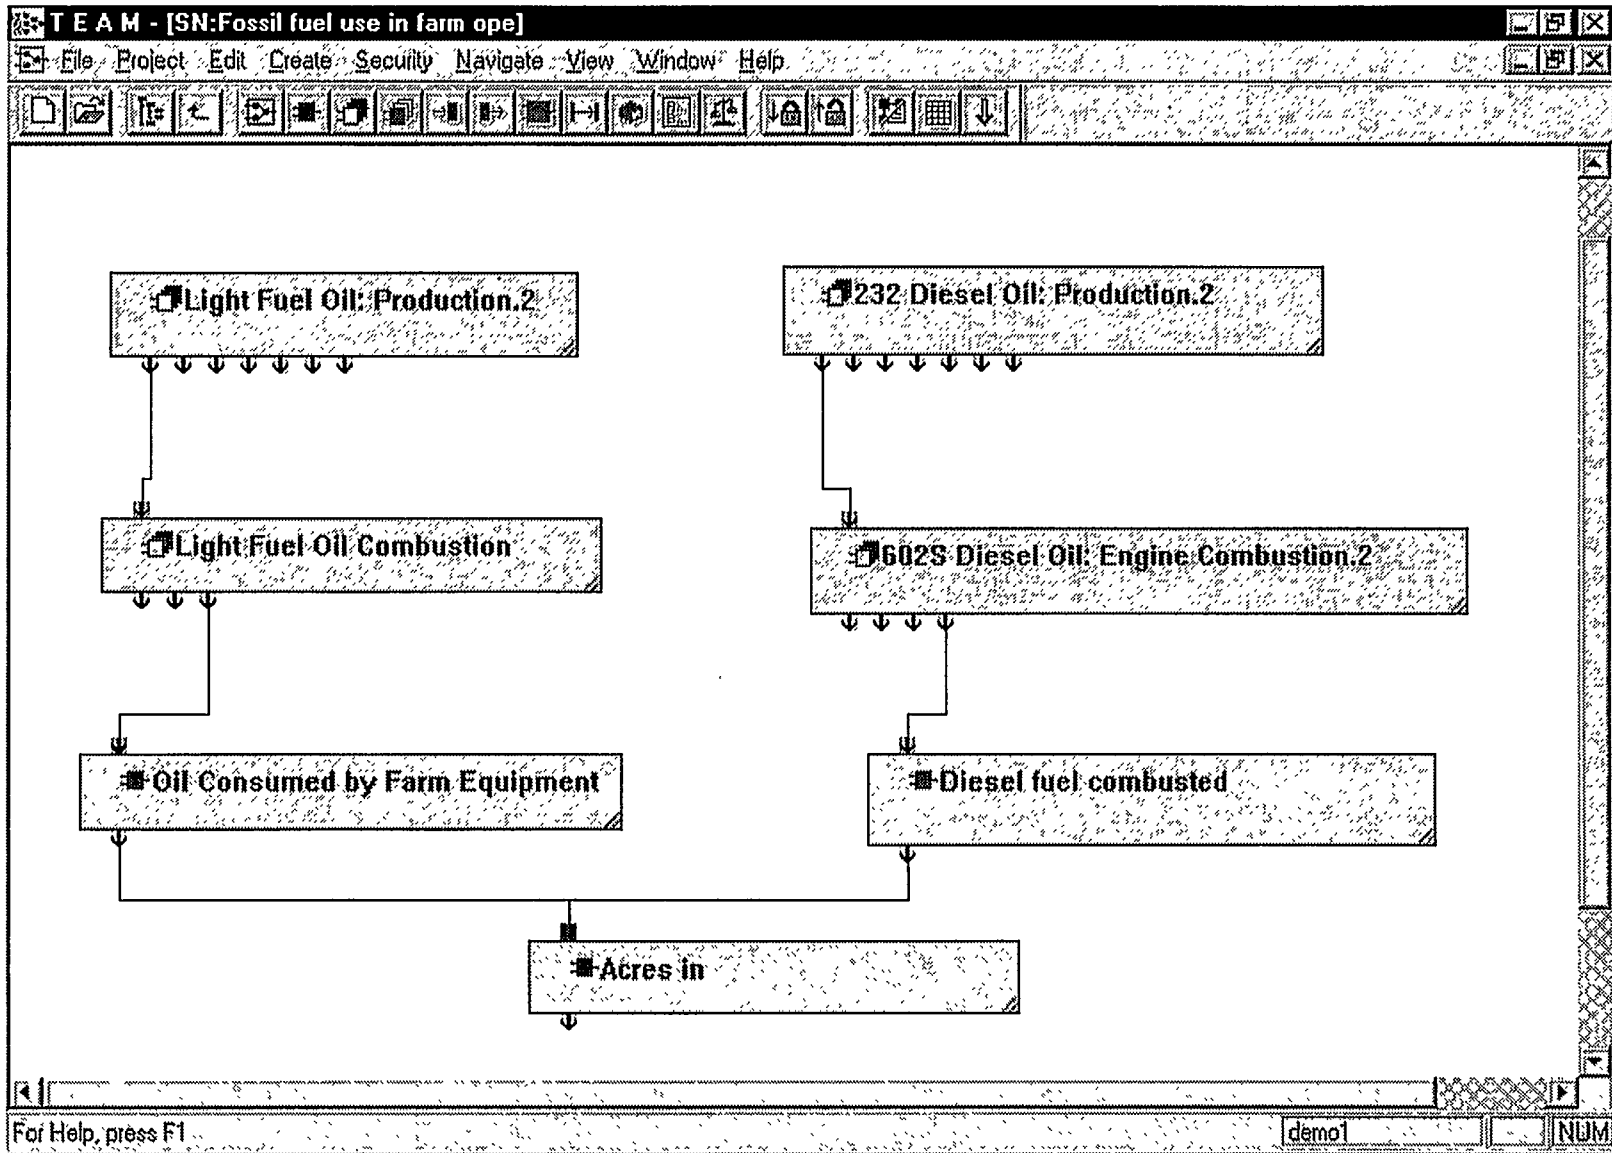 T E A M - [SN:Fossil fuel use in farm ope]
File Project Edit Create Security Navigate View Window Help
Light Fuel Oil: Production.2
232 Diesel Oil: Production.2
Light Fuel Oil Combustion
602S Diesel Oil: Engine Combustion.2
Oil Consumed by Farm Equipment
Diesel fuel combusted
Acres in
For Help, press F1 demo1 NUM